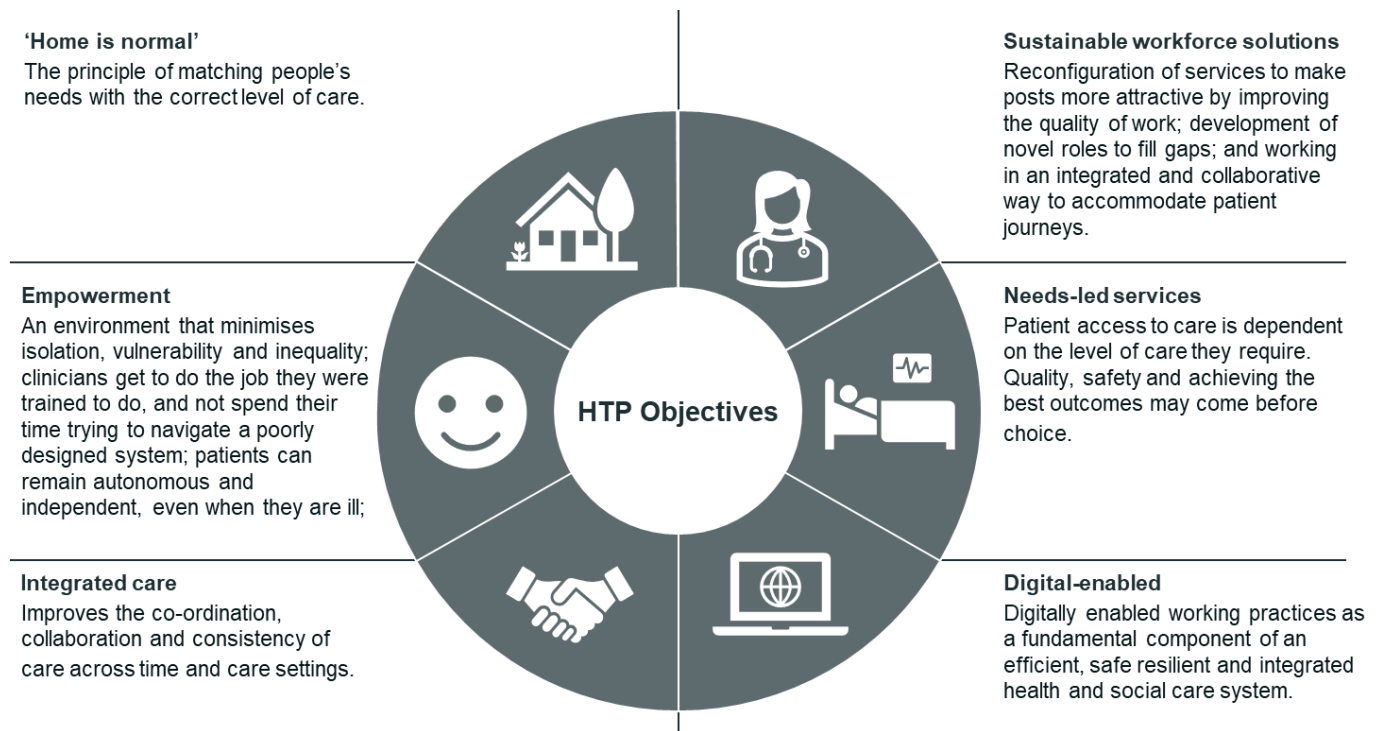 ‘Home is normal’
The principle of matching people’s
needs with the correct level of care.
Sustainable workforce solutions
Reconfiguration of services to make
posts more attractive by improving
the quality of work; development of
novel roles to fill gaps; and working
in an integrated and collaborative
way to accommodate patient
journeys.
Empowerment
An environment that minimises
isolation, vulnerability and inequality;
clinicians get to do the job they were
trained to do, and not spend their
time trying to navigate a poorly
designed system; patients can
remain autonomous and
independent, even when they are ill;
HTP Objectives
Needs-led services
Patient access to care is dependent
on the level of care they require.
Quality, safety and achieving the
best outcomes may come before
choice.
Integrated care
Improves the co-ordination,
collaboration and consistency of
care across time and care settings.
Digital-enabled
Digitally enabled working practices as
a fundamental component of an
efficient, safe resilient and integrated
health and social care system.